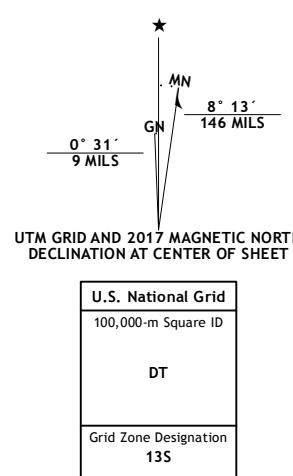 ★
MN
8° 13´
146 MILS
GN
0° 31´
9 MILS
UTM GRID AND 2017 MAGNETIC NORT
DECLINATION AT CENTER OF SHEET
U.S. National Grid
100,000-m Square ID
DT
Grid Zone Designation
13S